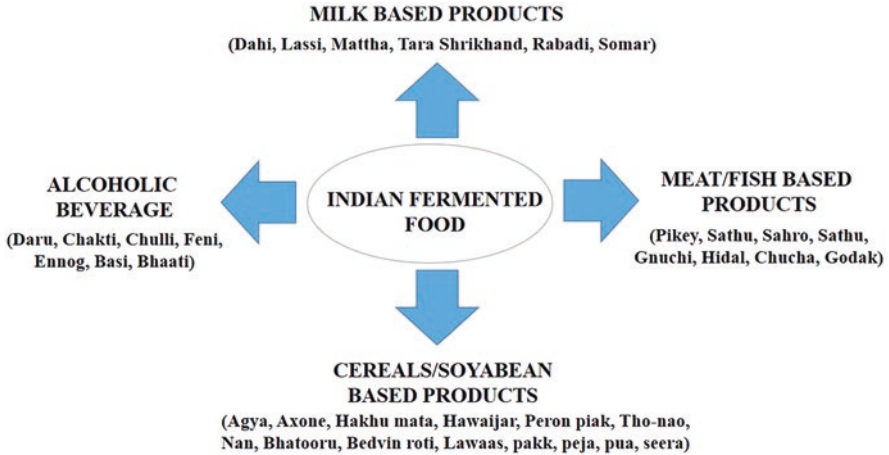 MILK BASED PRODUCTS
(Dahi, Lassi, Mattha, Tara Shrikhand, Rabadi, Somar)
ALCOHOLIC
BEVERAGE
(Daru, Chakti, Chulli, Feni,
Ennog, Basi, Bhaati)
INDIAN FERMENTED
FOOD
MEAT/FISH BASED
PRODUCTS
(Pikey, Sathu, Sahro, Sathu,
Gnuchi, Hidal, Chucha, Godak)
CEREALS/SOYABEAN
BASED PRODUCTS
(Agya, Axone, Hakhu mata, Hawaijar, Peron piak, Tho-nao,
Nan, Bhatooru, Bedvin roti, Lawaas, pakk, peja, pua, seera)